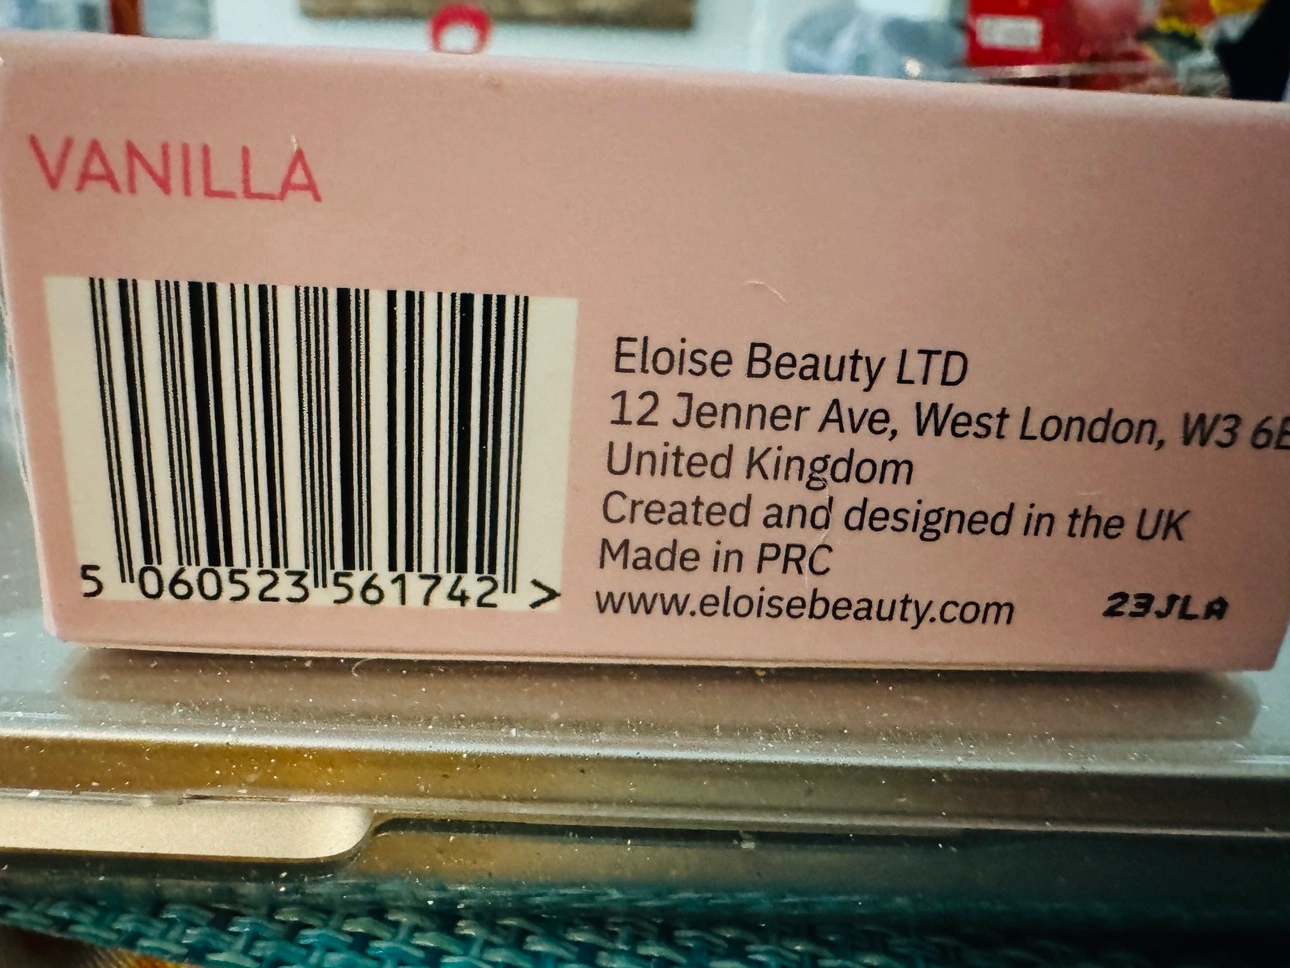 VANILLA
5 060523 561742 >
Eloise Beauty LTD
12 Jenner Ave, West London, W3
United Kingdom
Created and designed in the UK
Made in PRC
www.eloisebeauty.com 23JLA